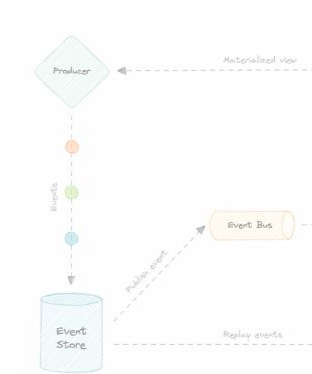 Materialized view
Producer
Events
Event Bus
Publish event
Event
Store
Replay events